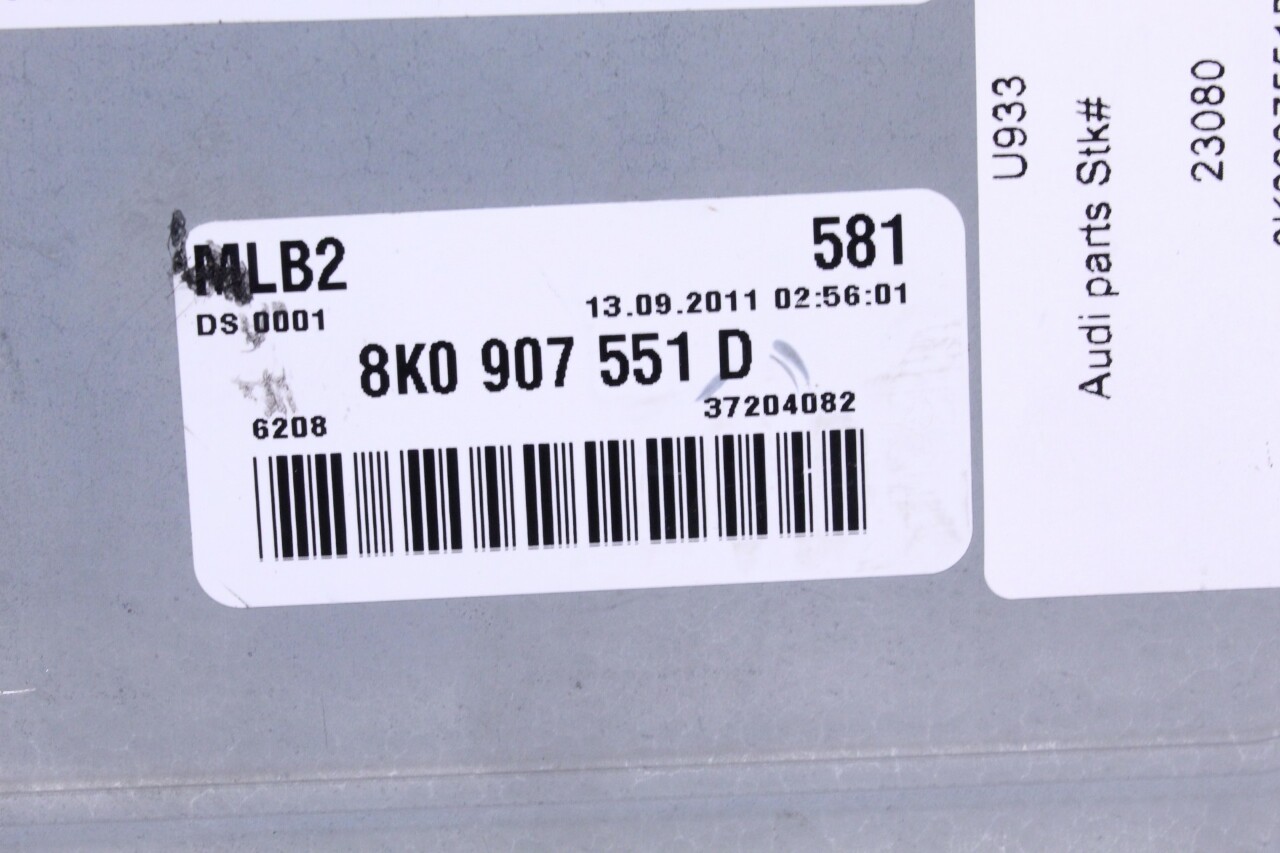 MLB2
581
DS 0001
13.09.2011 02:56:01
8K0 907 551 D
6208
37204082
U933
Audi parts Stk#
23080